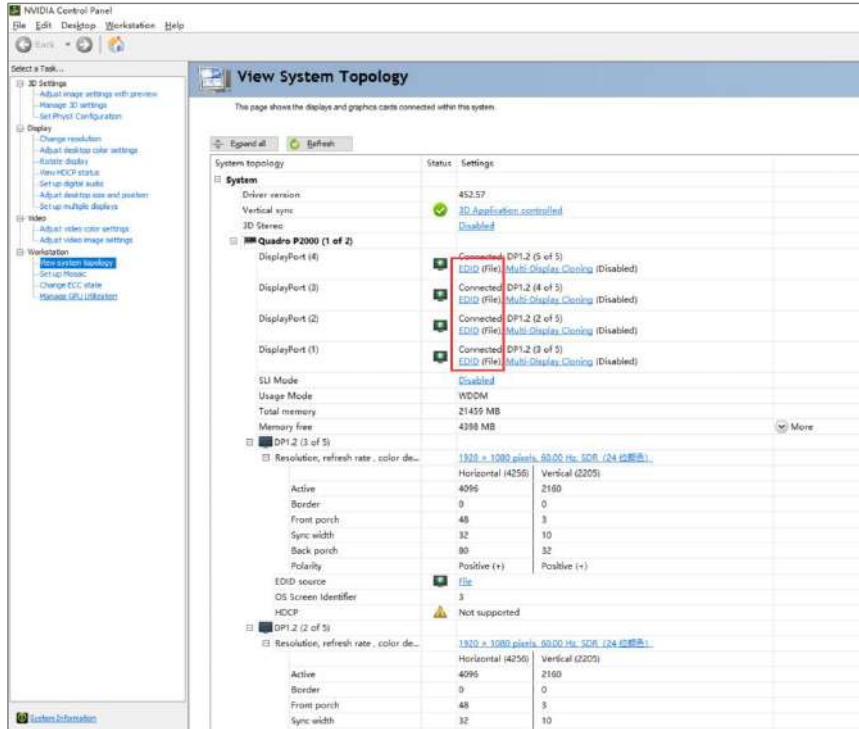 NVIDIA Control Panel
File Edit Desktop Workstation Help
Back
Select a Task...
3D Settings
Adjust image settings with preview
Manage 3D settings
Set PhysX Configuration
Display
Change resolution
Adjust desktop color settings
Rotate display
View HDCP status
Set up digital audio
Adjust desktop size and position
Set up multiple displays
Video
Adjust video color settings
Adjust video image settings
Workstation
View system topology
Set up Mosaic
Change ECC state
Manage GPU Utilization
System Information
View System Topology
This page shows the displays and graphics cards connected within this system.
Expand all Refresh
System topology Status Settings
System
Driver version 452.57
Vertical sync 3D Application controlled
3D Stereo Disabled
Quadro P2000 (1 of 2)
DisplayPort (4) Connected, DP1.2 (5 of 5)
EDID (File), Multi-Display Cloning (Disabled)
DisplayPort (3) Connected, DP1.2 (4 of 5)
EDID (File), Multi-Display Cloning (Disabled)
DisplayPort (2) Connected, DP1.2 (2 of 5)
EDID (File), Multi-Display Cloning (Disabled)
DisplayPort (1) Connected, DP1.2 (3 of 5)
EDID (File), Multi-Display Cloning (Disabled)
SLI Mode Disabled
Usage Mode WDDM
Total memory 21459 MB
Memory free 4398 MB More
DP1.2 (3 of 5)
Resolution, refresh rate , color de... 1920 × 1080 pixels, 60.00 Hz, SDR (24 位颜色)
Horizontal (4256) Vertical (2205)
Active 4096 2160
Border 0 0
Front porch 48 3
Sync width 32 10
Back porch 80 32
Polarity Positive (+) Positive (+)
EDID source File
OS Screen Identifier 3
HDCP Not supported
DP1.2 (2 of 5)
Resolution, refresh rate , color de... 1920 × 1080 pixels, 60.00 Hz, SDR (24 位颜色)
Horizontal (4256) Vertical (2205)
Active 4096 2160
Border 0 0
Front porch 48 3
Sync width 32 10